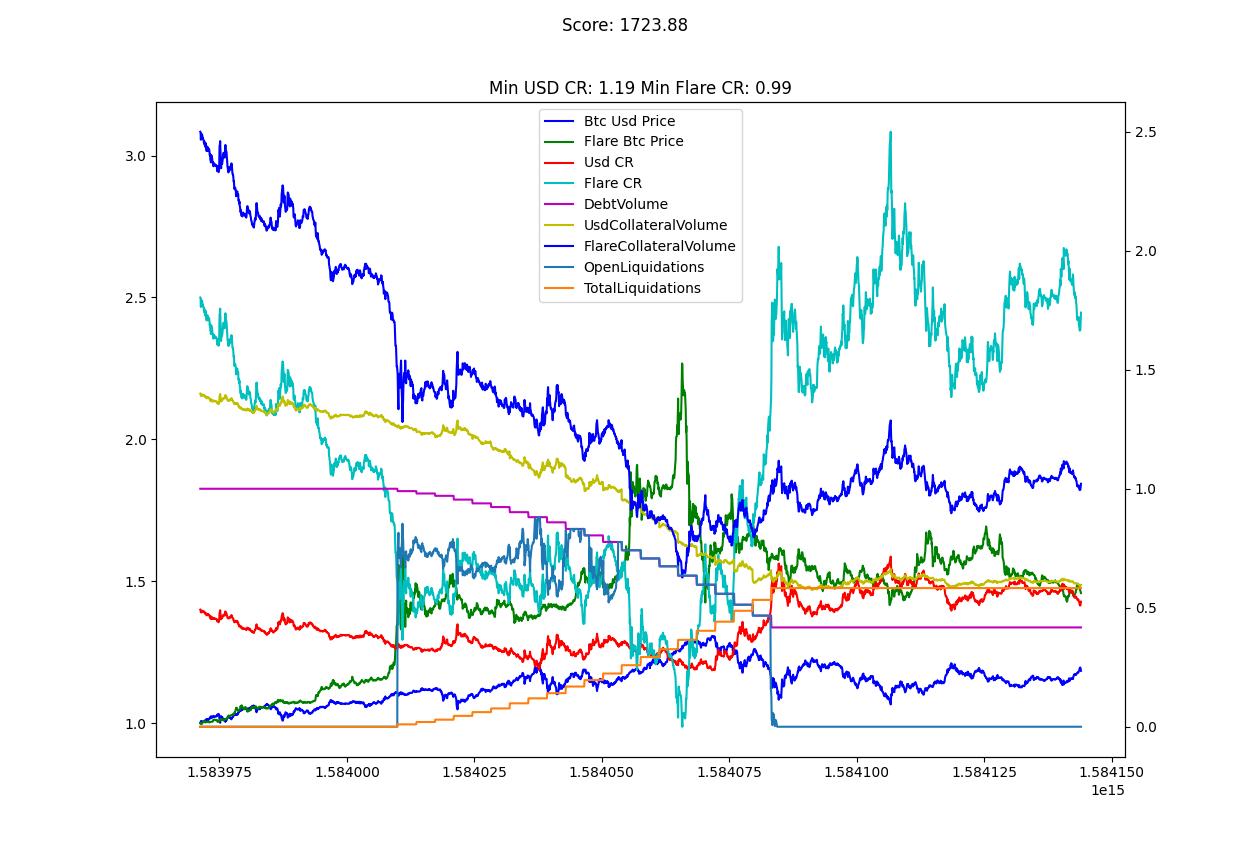 Score: 1723.88
Min USD CR: 1.19 Min Flare CR: 0.99
Btc Usd Price
Flare Btc Price
Usd CR
Flare CR
DebtVolume
UsdCollateralVolume
FlareCollateralVolume
OpenLiquidations
TotalLiquidations
3.0
2.5
2.0
1.5
1.0
2.5
2.0
1.5
1.0
0.5
0.0
1.583975 1.584000 1.584025 1.584050 1.584075 1.584100 1.584125 1.584150
1e15